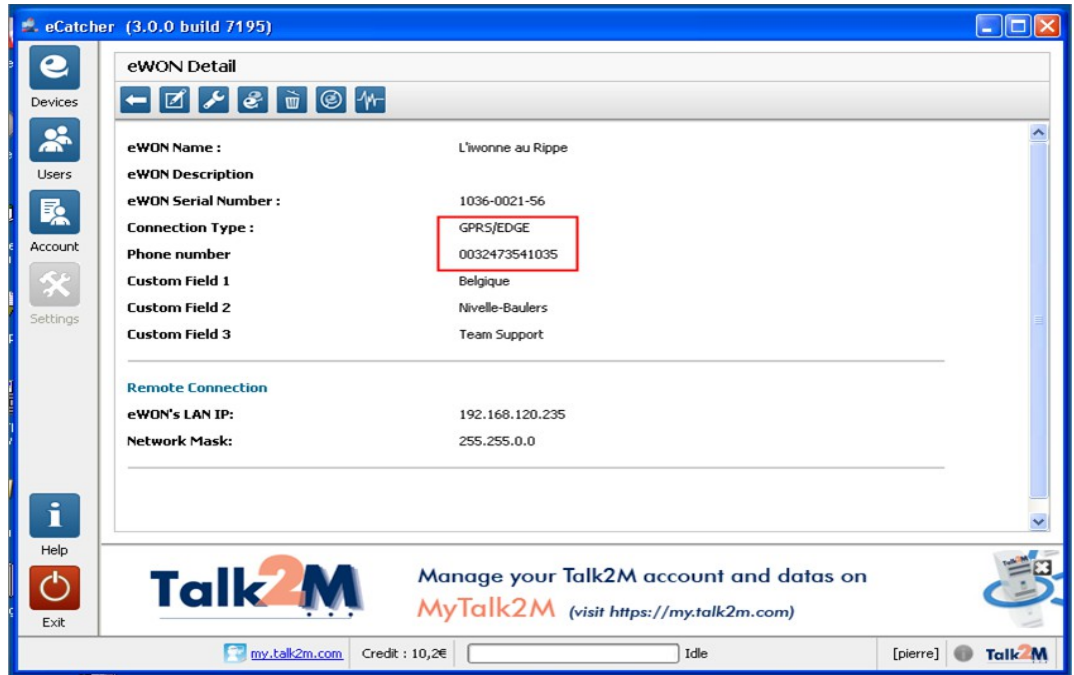 eCatcher (3.0.0 build 7195)
eWON Detail
Devices
Users
Account
Settings
eWON Name : L'iwonne au Rippe
eWON Description
eWON Serial Number : 1036-0021-56
Connection Type : GPRS/EDGE
Phone number 0032473541035
Custom Field 1 Belgique
Custom Field 2 Nivelle-Baulers
Custom Field 3 Team Support
Remote Connection
eWON's LAN IP: 192.168.120.235
Network Mask: 255.255.0.0
Help
Exit
Talk2M
Manage your Talk2M account and datas on
MyTalk2M (visit https://my.talk2m.com)
my.talk2m.com Credit : 10,2€ Idle [pierre] Talk2M